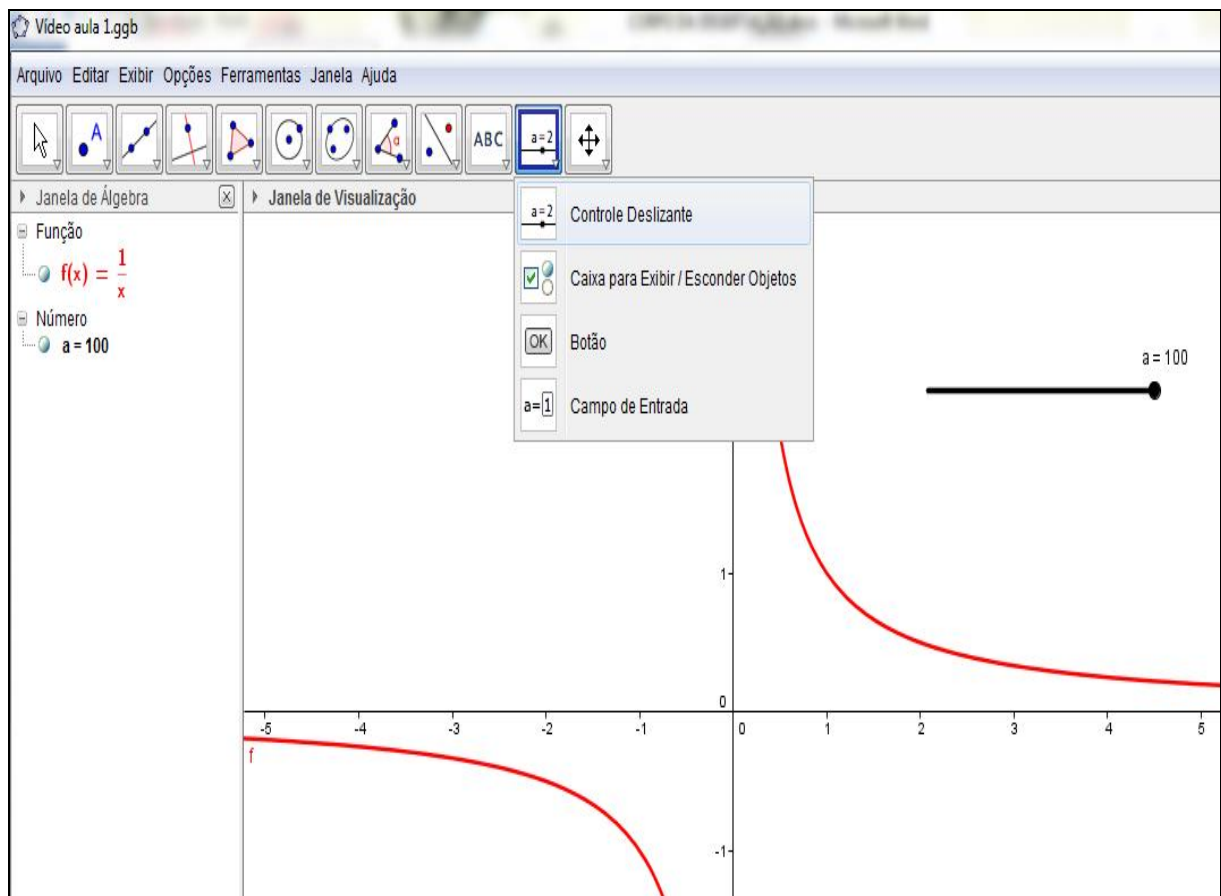 Vídeo aula 1.ggb
Arquivo Editar Exibir Opções Ferramentas Janela Ajuda
A
α
ABC
a=2
Janela de Álgebra
Janela de Visualização
Função
f(x) = 1/x
Número
a = 100
a=2 Controle Deslizante
Caixa para Exibir / Esconder Objetos
OK Botão
a=1 Campo de Entrada
a = 100
1
0
-5 -4 -3 -2 -1 0 1 2 3 4 5
f
-1